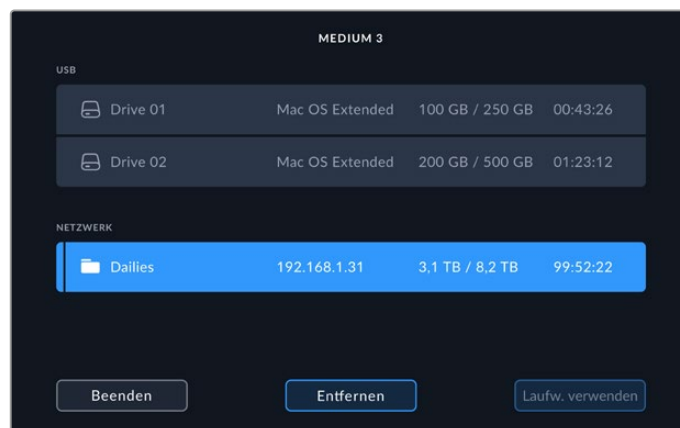 MEDIUM 3
USB
Drive 01 Mac OS Extended 100 GB / 250 GB 00:43:26
Drive 02 Mac OS Extended 200 GB / 500 GB 01:23:12
NETZWERK
Dailies 192.168.1.31 3,1 TB / 8,2 TB 99:52:22
Beenden Entfernen Laufw. verwenden